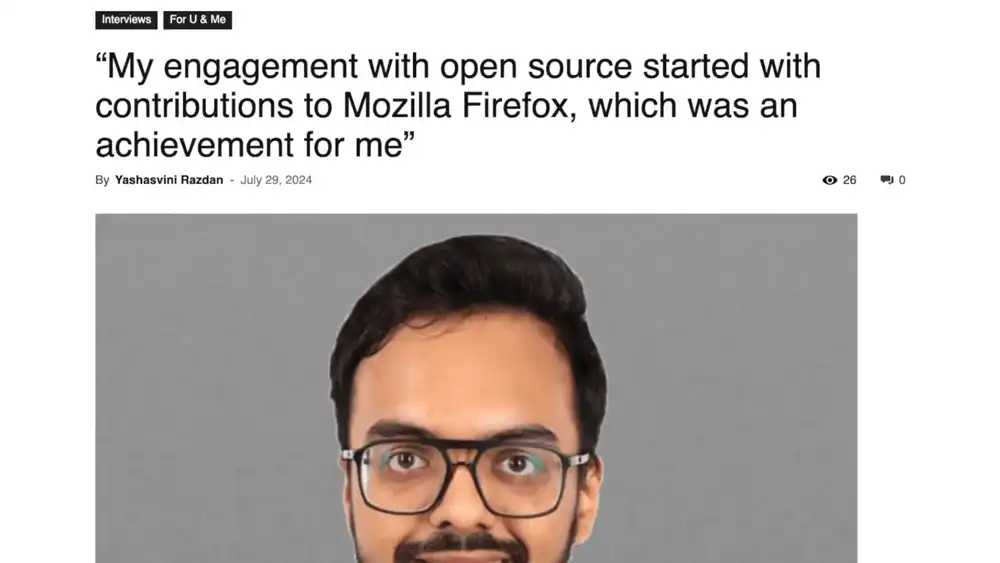 Interviews For U & Me
“My engagement with open source started with
contributions to Mozilla Firefox, which was an
achievement for me”
By Yashasvini Razdan - July 29, 2024 26 0